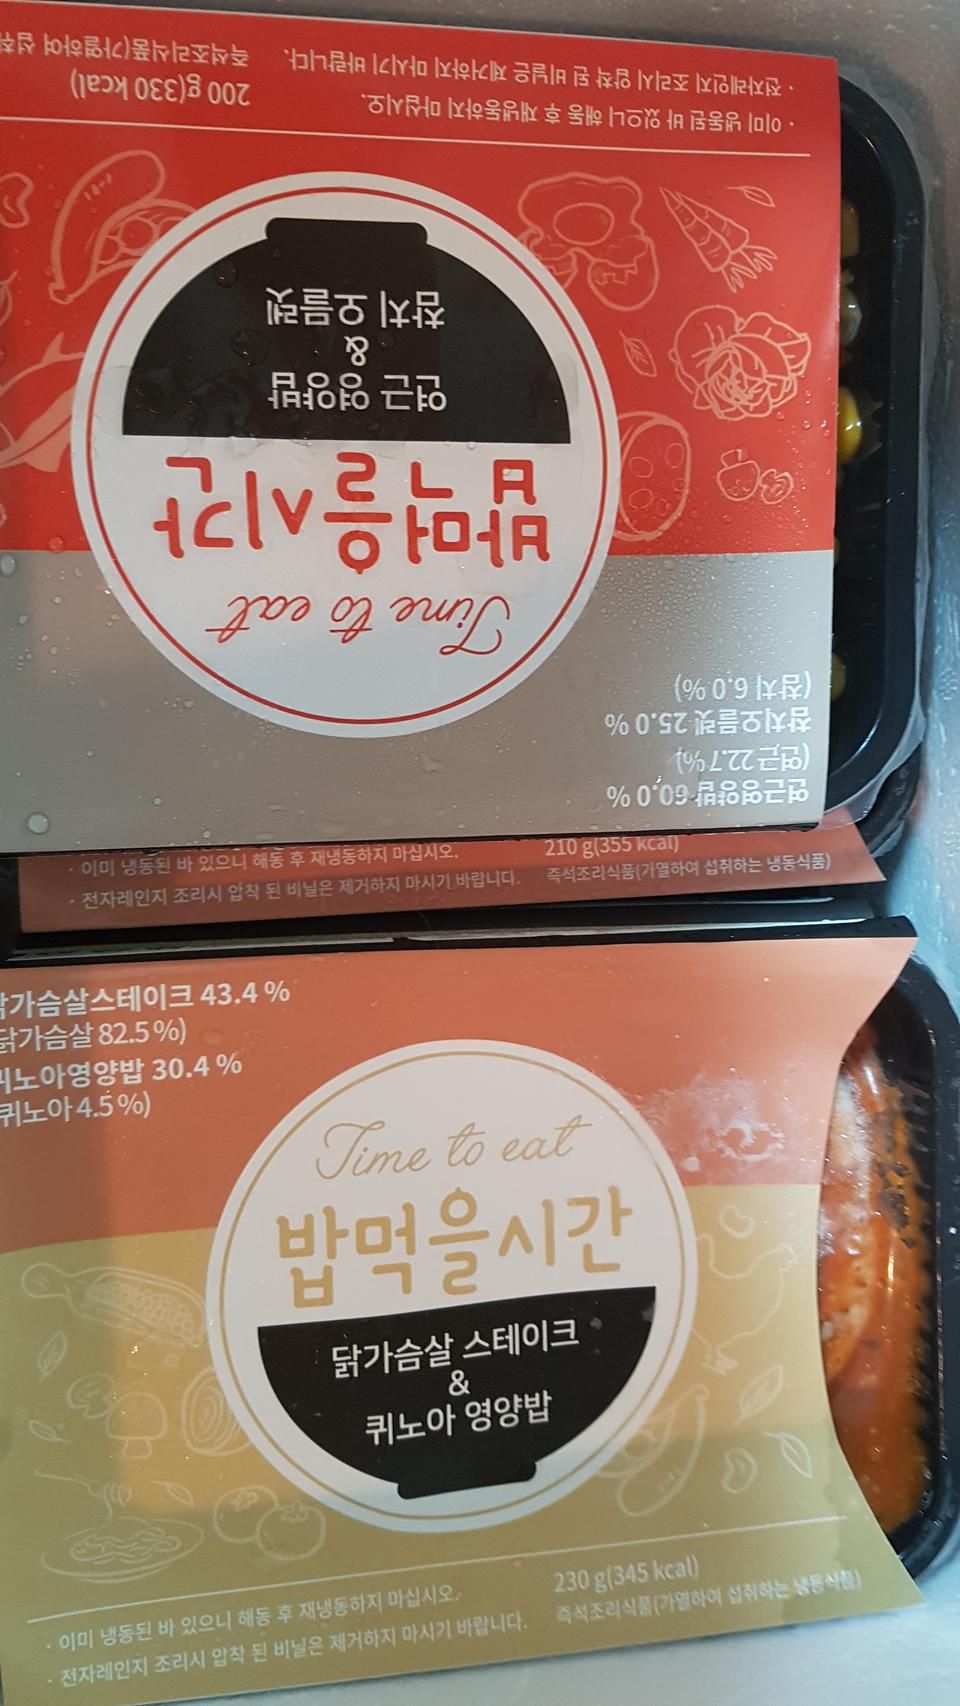 · 이미 냉동된 바 있으니 해동 후 재냉동하지 마십시오.
· 전자레인지 조리시 압착 된 비닐은 제거하지 마시기 바랍니다.
200 g(330 kcal)
즉석조리식품(가열하여 섭취
연근 영양밥
&
참치 오믈렛
밥먹을시간
Time to eat
연근영양밥 60.0 %
(연근 22.7%)
참치오믈렛 25.0 %
(참치 6.0 %)
· 이미 냉동된 바 있으니 해동 후 재냉동하지 마십시오.
· 전자레인지 조리시 압착 된 비닐은 제거하지 마시기 바랍니다.
210 g(355 kcal)
즉석조리식품(가열하여 섭취하는 냉동식품)
닭가슴살스테이크 43.4 %
닭가슴살 82.5 %)
퀴노아영양밥 30.4 %
퀴노아 4.5 %)
Time to eat
밥먹을시간
닭가슴살 스테이크
&
퀴노아 영양밥
· 이미 냉동된 바 있으니 해동 후 재냉동하지 마십시오.
· 전자레인지 조리시 압착 된 비닐은 제거하지 마시기 바랍니다.
230 g(345 kcal)
즉석조리식품(가열하여 섭취하는 냉동식품)